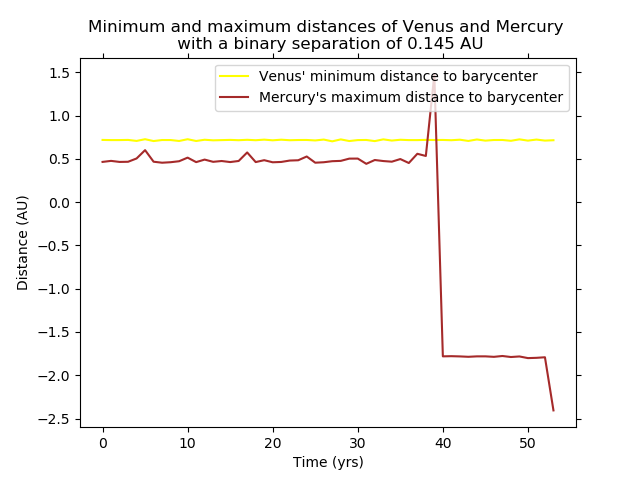 Minimum and maximum distances of Venus and Mercury
with a binary separation of 0.145 AU
Venus' minimum distance to barycenter
Mercury's maximum distance to barycenter
Distance (AU)
1.5
1.0
0.5
0.0
−0.5
−1.0
−1.5
−2.0
−2.5
0 10 20 30 40 50
Time (yrs)